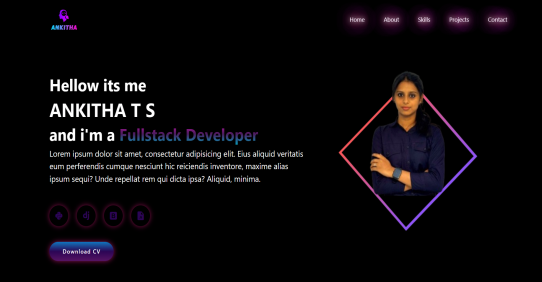 ANKITHA
Home About Skills Projects Contact
Hellow its me
ANKITHA T S
and i'm a Fullstack Developer
Lorem ipsum dolor sit amet, consectetur adipisicing elit. Eius aliquid veritatis
eum perferendis cumque nesciunt hic reiciendis inventore, maxime alias
ipsum sequi? Unde repellat rem qui dicta ipsa? Aliquid, minima.
Download CV